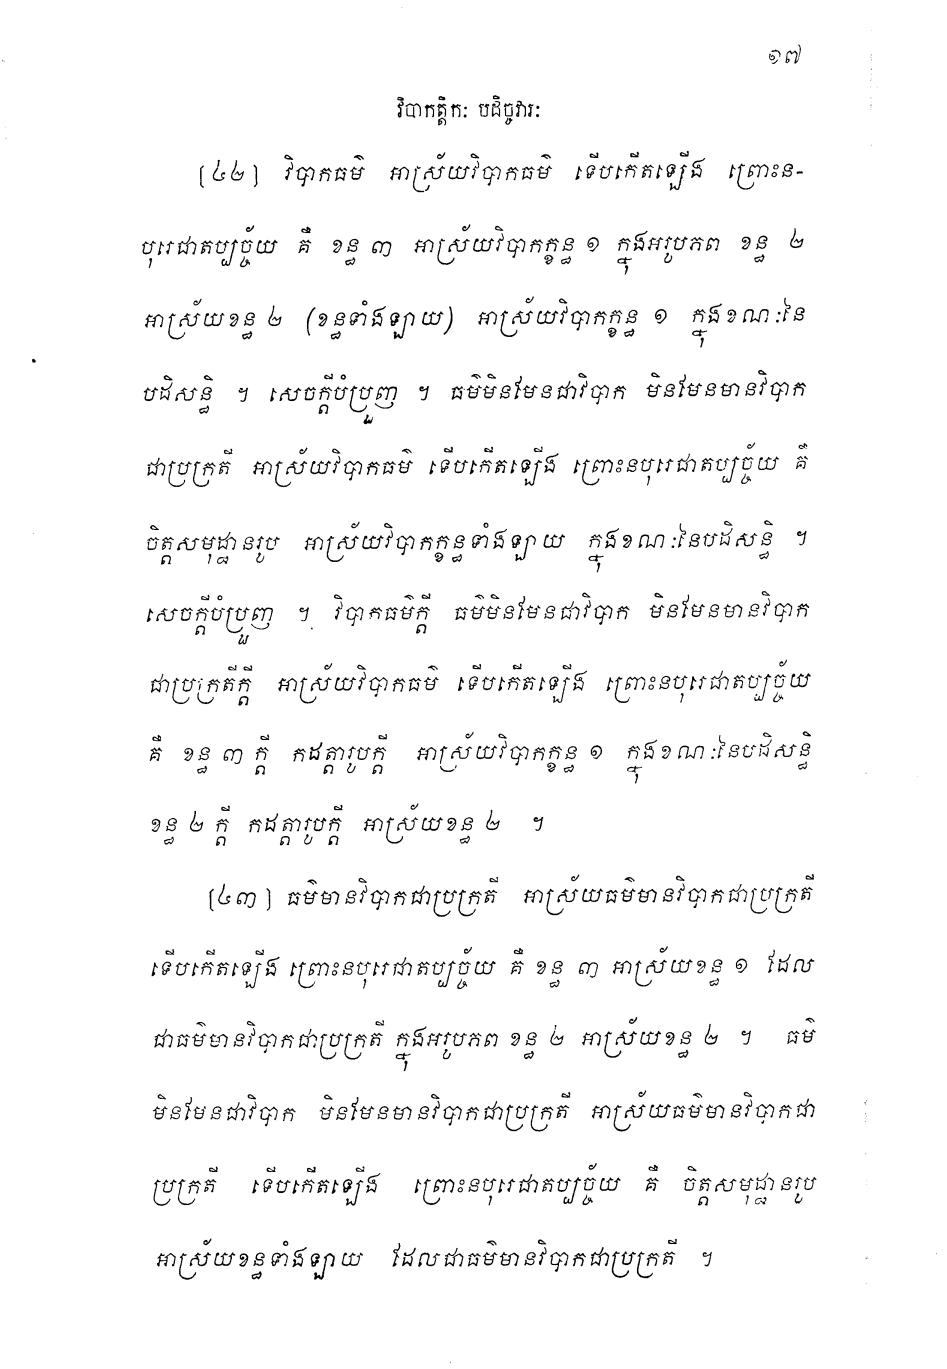 ១៧
វិបាកត្តិកៈ បដិច្ចវារៈ
(៤២) វិបាកធម៌ អាស្រ័យវិបាកធម៌ ទើបកើតឡើង ព្រោះន-
បុរេជាតប្បច្ច័យ គឺ ខន្ធ ៣ អាស្រ័យវិបាកក្ខន្ធ ១ ក្នុងអរូបភព ខន្ធ ២
អាស្រ័យខន្ធ ២ (ខន្ធទាំងឡាយ) អាស្រ័យវិបាកក្ខន្ធ ១ ក្នុងខណៈនៃ
បដិសន្ធិ ។ សេចក្តីបំប្រួញ ។ ធម៌មិនមែនជាវិបាក មិនមែនមានវិបាក
ជាប្រក្រតី អាស្រ័យវិបាកធម៌ ទើបកើតឡើង ព្រោះនបុរេជាតប្បច្ច័យ គឺ
ចិត្តសមុដ្ឋានរូប អាស្រ័យវិបាកក្ខន្ធទាំងឡាយ ក្នុងខណៈនៃបដិសន្ធិ ។
សេចក្តីបំប្រួញ ។ វិបាកធម៌ក្តី ធម៌មិនមែនជាវិបាក មិនមែនមានវិបាក
ជាប្រក្រតីក្តី អាស្រ័យវិបាកធម៌ ទើបកើតឡើង ព្រោះនបុរេជាតប្បច្ច័យ
គឺ ខន្ធ ៣ ក្តី កដត្តារូបក្តី អាស្រ័យវិបាកក្ខន្ធ ១ ក្នុងខណៈនៃបដិសន្ធិ
ខន្ធ ២ ក្តី កដត្តារូបក្តី អាស្រ័យខន្ធ ២ ។
(៤៣) ធម៌មានវិបាកជាប្រក្រតី អាស្រ័យធម៌មានវិបាកជាប្រក្រតី
ទើបកើតឡើង ព្រោះនបុរេជាតប្បច្ច័យ គឺ ខន្ធ ៣ អាស្រ័យខន្ធ ១ ដែល
ជាធម៌មានវិបាកជាប្រក្រតី ក្នុងអរូបភព ខន្ធ ២ អាស្រ័យខន្ធ ២ ។ ធម៌
មិនមែនជាវិបាក មិនមែនមានវិបាកជាប្រក្រតី អាស្រ័យធម៌មានវិបាកជា
ប្រក្រតី ទើបកើតឡើង ព្រោះនបុរេជាតប្បច្ច័យ គឺ ចិត្តសមុដ្ឋានរូប
អាស្រ័យខន្ធទាំងឡាយ ដែលជាធម៌មានវិបាកជាប្រក្រតី ។